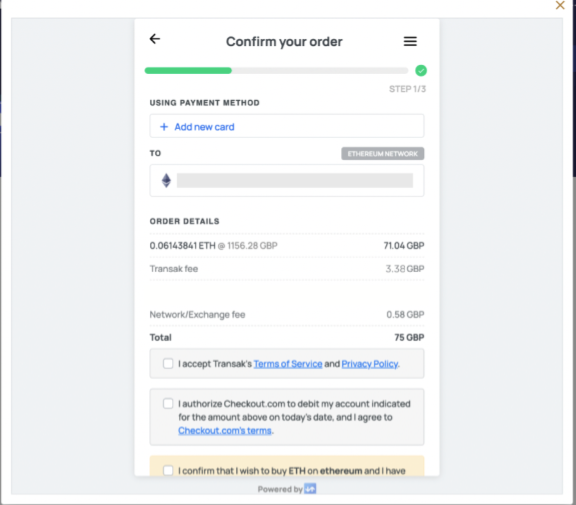 Confirm your order
STEP 1/3
USING PAYMENT METHOD
+ Add new card
TO
ETHEREUM NETWORK
ORDER DETAILS
0.06143841 ETH @ 1156.28 GBP 71.04 GBP
Transak fee 3.38 GBP
Network/Exchange fee 0.58 GBP
Total 75 GBP
I accept Transak's Terms of Service and Privacy Policy.
I authorize Checkout.com to debit my account indicated
for the amount above on today's date, and I agree to
Checkout.com's terms.
I confirm that I wish to buy ETH on ethereum and I have
Powered by